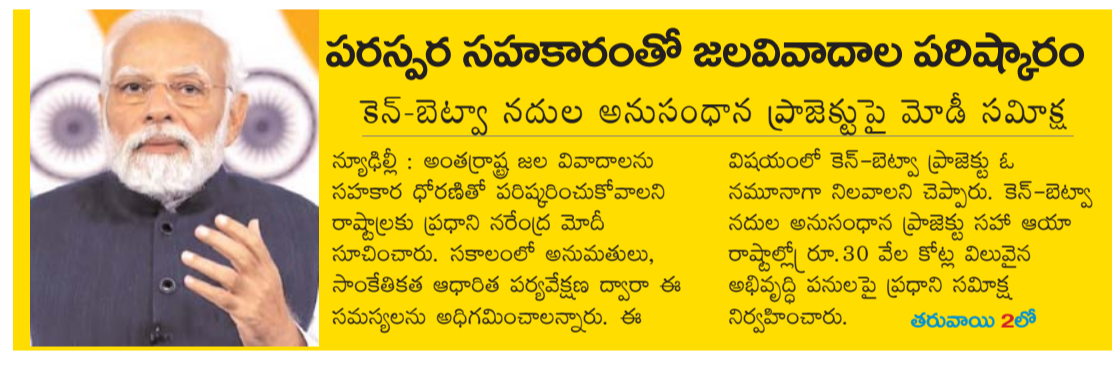 పరస్పర సహకారంతో జలవివాదాల పరిష్కారం
కెన్-బెట్వా నదుల అనుసంధాన ప్రాజెక్టుపై మోడీ సమీక్ష
న్యూఢిల్లీ : అంతర్రాష్ట్ర జల వివాదాలను
సహకార ధోరణితో పరిష్కరించుకోవాలని
రాష్ట్రాలకు ప్రధాని నరేంద్ర మోదీ
సూచించారు. సకాలంలో అనుమతులు,
సాంకేతికత ఆధారిత పర్యవేక్షణ ద్వారా ఈ
సమస్యలను అధిగమించాలన్నారు. ఈ
విషయంలో కెన్-బెట్వా ప్రాజెక్టు ఓ
నమూనాగా నిలవాలని చెప్పారు. కెన్-బెట్వా
నదుల అనుసంధాన ప్రాజెక్టు సహా ఆయా
రాష్ట్రాల్లో రూ.30 వేల కోట్ల విలువైన
అభివృద్ధి పనులపై ప్రధాని సమీక్ష
నిర్వహించారు.
తరువాయి 2లో